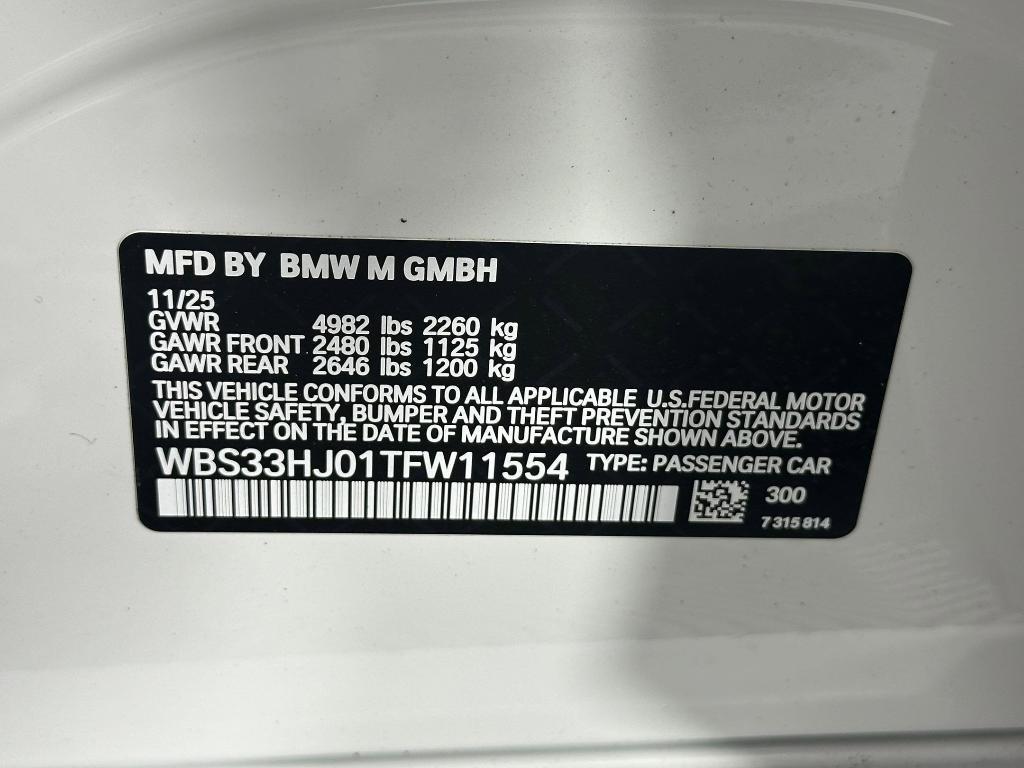 MFD BY BMW M GMBH
11/25
GVWR 4982 lbs 2260 kg
GAWR FRONT 2480 lbs 1125 kg
GAWR REAR 2646 lbs 1200 kg
THIS VEHICLE CONFORMS TO ALL APPLICABLE U.S.FEDERAL MOTOR
VEHICLE SAFETY, BUMPER AND THEFT PREVENTION STANDARDS
IN EFFECT ON THE DATE OF MANUFACTURE SHOWN ABOVE.
WBS33HJ01TFW11554 TYPE: PASSENGER CAR
300
7 315 814